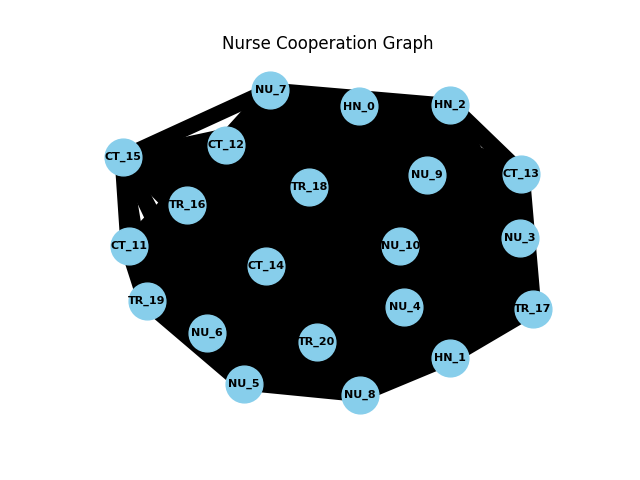 Nurse Cooperation Graph
NU_7
HN_0
HN_2
CT_12
CT_15
CT_13
NU_9
TR_18
TR_16
NU_3
CT_11
NU_10
CT_14
TR_19
NU_4
TR_17
NU_6
TR_20
HN_1
NU_5
NU_8